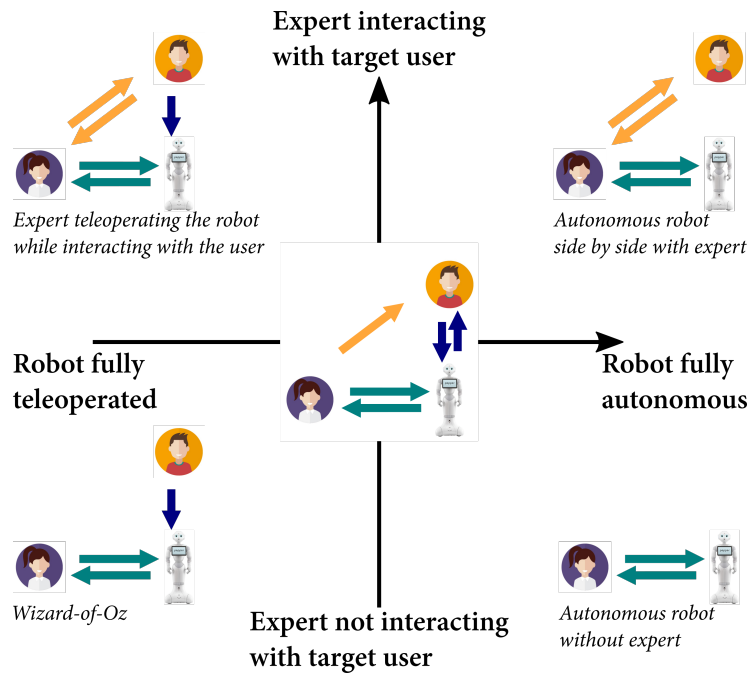 Expert interacting
with target user
Expert teleoperating the robot
while interacting with the user
Autonomous robot
side by side with expert
Robot fully
teleoperated
Robot fully
autonomous
Wizard-of-Oz
Expert not interacting
with target user
Autonomous robot
without expert